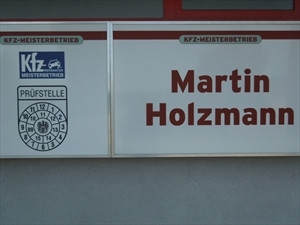 KFZ-MEISTERBETRIEB
Kfz
MEISTERBETRIEB
PRÜFSTELLE
KFZ-MEISTERBETRIEB
Martin
Holzmann